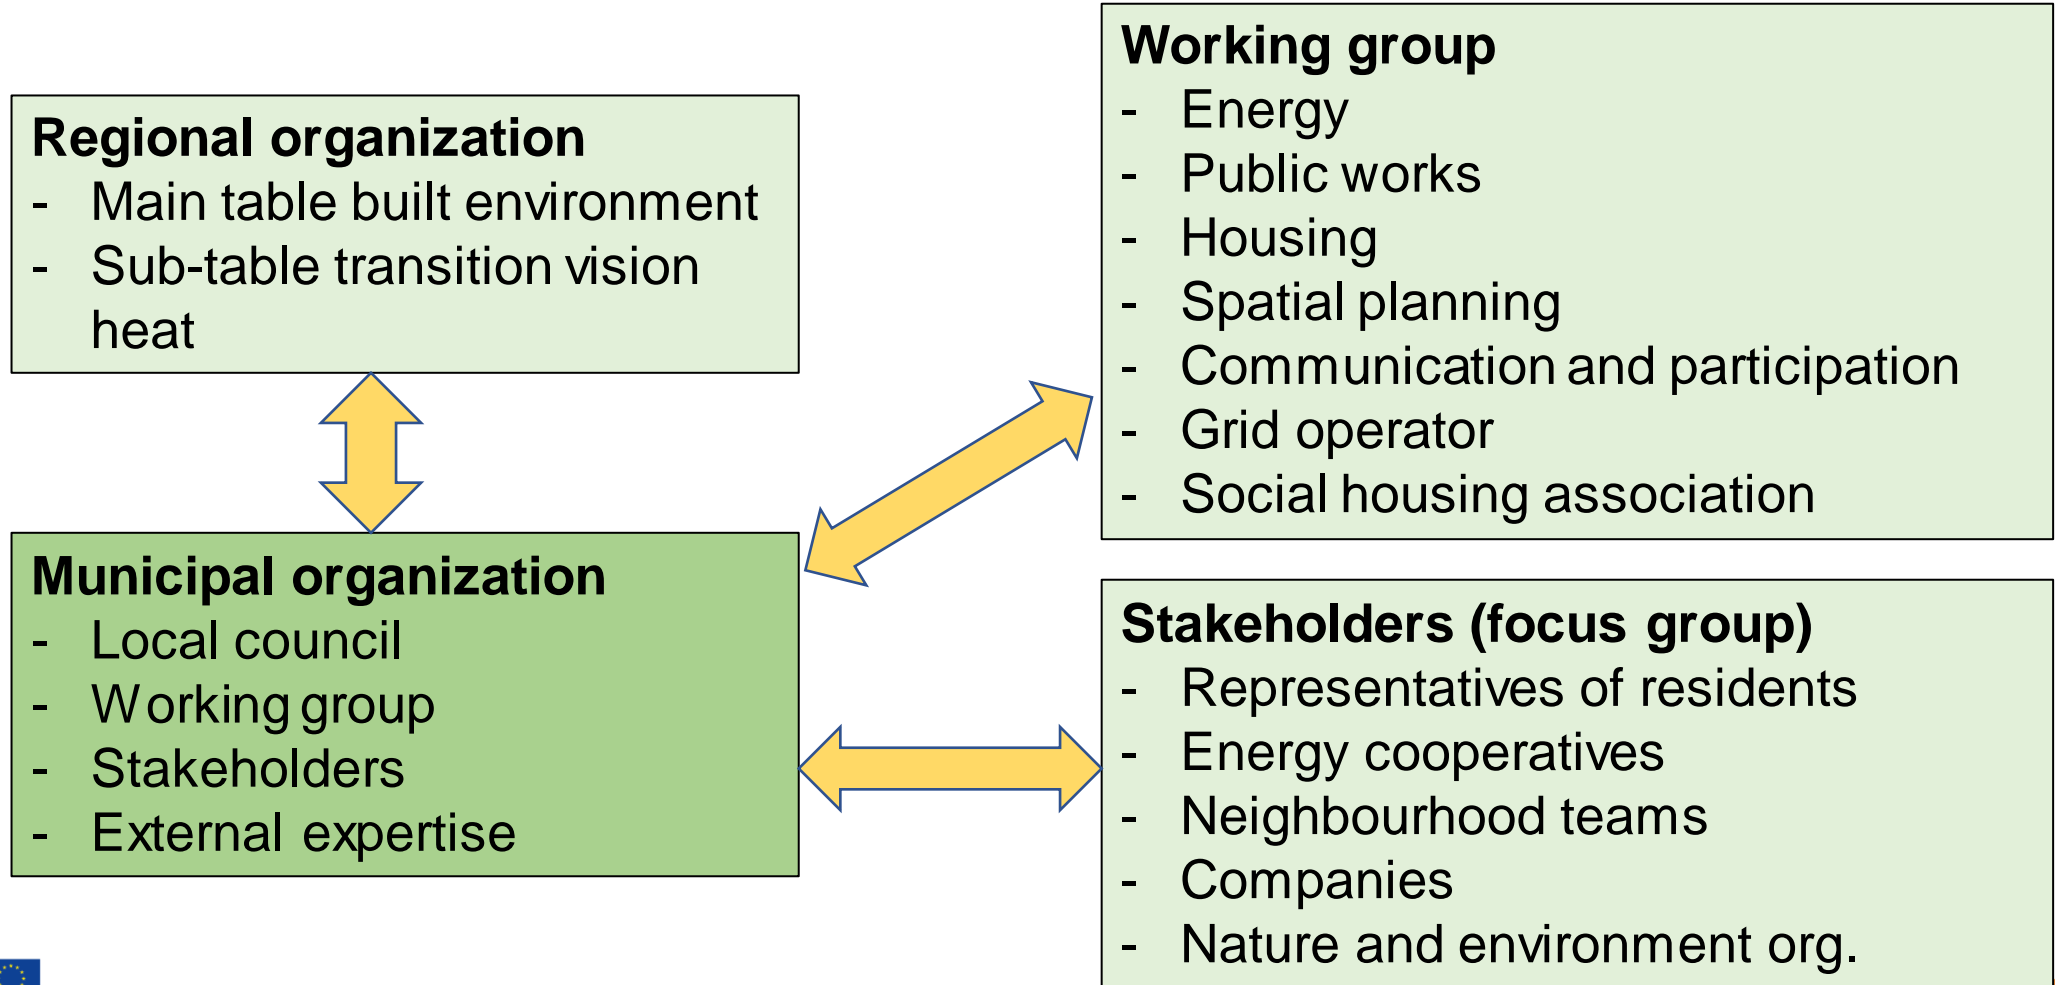 Regional organization
- Main table built environment
- Sub-table transition vision
heat
Municipal organization
- Local council
- Working group
- Stakeholders
- External expertise
Working group
- Energy
- Public works
- Housing
- Spatial planning
- Communication and participation
- Grid operator
- Social housing association
Stakeholders (focus group)
- Representatives of residents
- Energy cooperatives
- Neighbourhood teams
- Companies
- Nature and environment org.